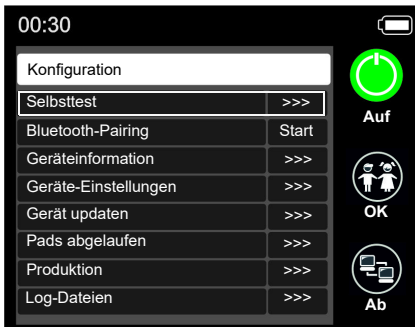 00:30
Konfiguration
Selbsttest >>>
Auf
Bluetooth-Pairing Start
Geräteinformation >>>
Geräte-Einstellungen >>>
OK
Gerät updaten >>>
Pads abgelaufen >>>
Produktion >>>
Log-Dateien >>>
Ab